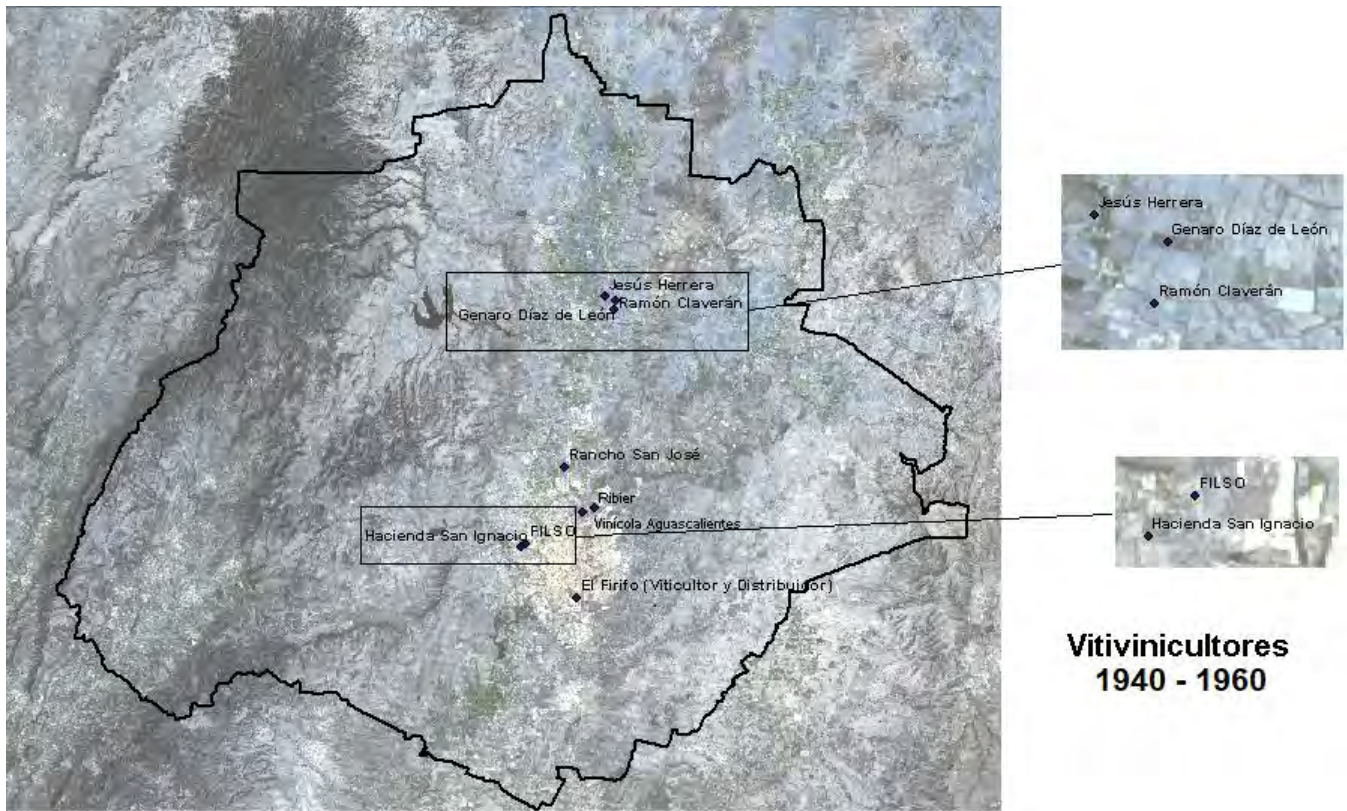 Jesús Herrera
Ramón Claverán
Genaro Díaz de León
Rancho San José
Ribier
Vinícola Aguascalientes
Hacienda San Ignacio
FILSO
El Firifo (Viticultor y Distribuidor)
Jesús Herrera
Genaro Díaz de León
Ramón Claverán
FILSO
Hacienda San Ignacio
Vitivinicultores
1940 - 1960